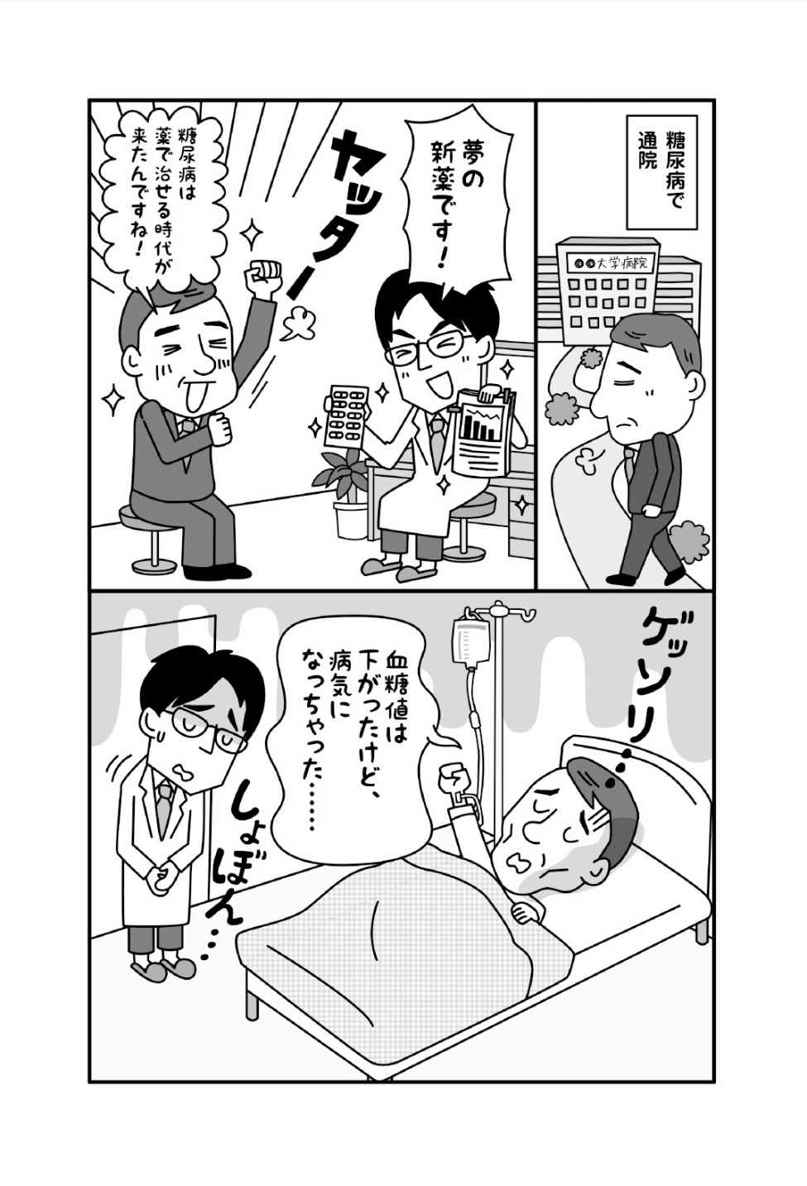 糖尿病で
通院
●●大学病院
夢の
新薬です！
ヤッター
糖尿病は
薬で治せる時代が
来たんですね！
ゲッソリ…
血糖値は
下がったけど、
病気に
なっちゃった……
しょぼん…